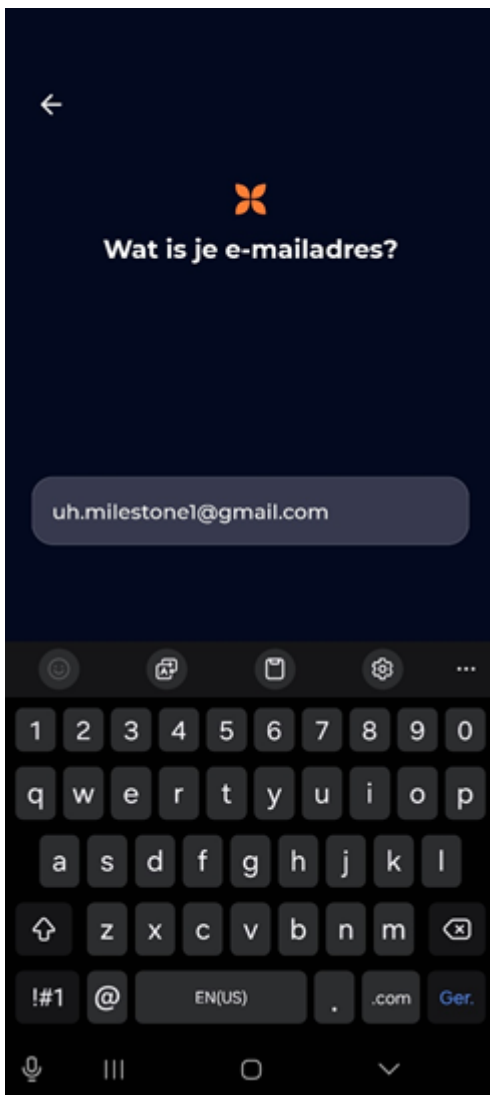 Wat is je e-mailadres?
uh.milestone1@gmail.com
1 2 3 4 5 6 7 8 9 0
q w e r t y u i o p
a s d f g h j k l
z x c v b n m
!#1 @ EN(US) . .com Ger.